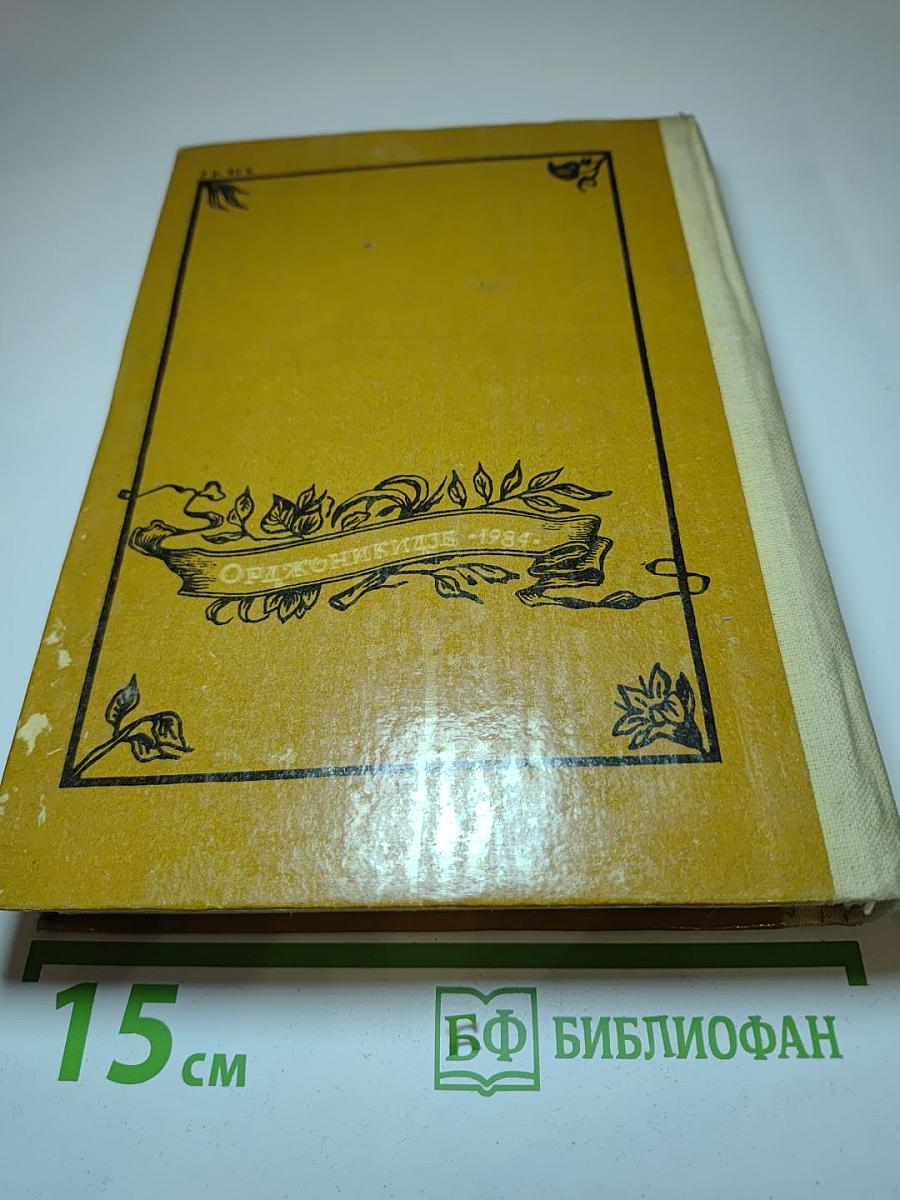 Орджоникидзе -1984-
15 см
БФ БИБЛИОФАН